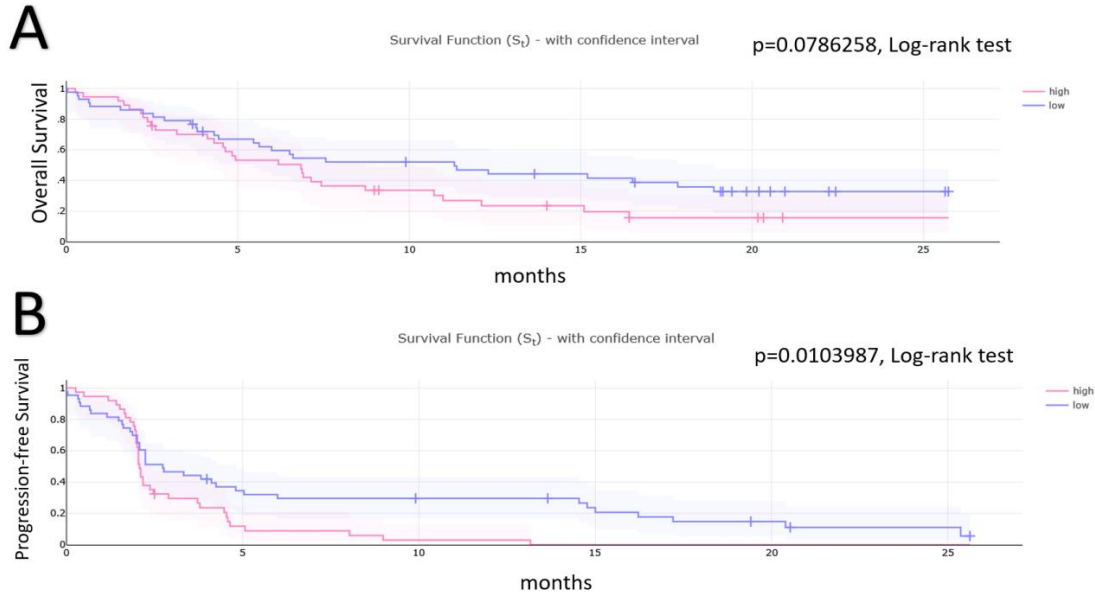 A
Survival Function (St) - with confidence interval
p=0.0786258, Log-rank test
high
low
Overall Survival
1
.8
.6
.4
.2
0
0 5 10 15 20 25
months
B
Survival Function (St) - with confidence interval
p=0.0103987, Log-rank test
high
low
Progression-free Survival
1
0.8
0.6
0.4
0.2
0
0 5 10 15 20 25
months